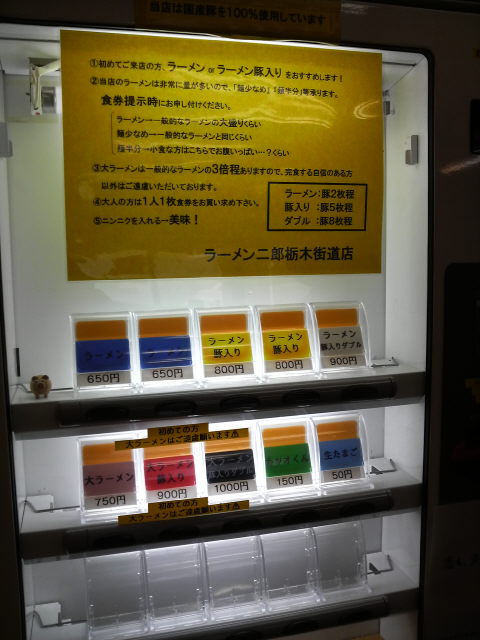 当店は国産豚を100%使用しています
①初めてご来店の方、ラーメン or ラーメン豚入り をおすすめします！
②当店のラーメンは非常に量が多いので、「麺少なめ」「麺半分」等承ります。
食券提示時にお申し付けください。
ラーメン→一般的なラーメンの大盛りくらい
麺少なめ→一般的なラーメンと同じくらい
麺半分→小食な方はこちらでお腹いっぱい…？くらい
③大ラーメンは一般的なラーメンの3倍程ありますので、完食する自信のある方
以外はご遠慮いただいております。
④大人の方は1人1枚食券をお買い求め下さい。
⑤ニンニクを入れる→美味！
ラーメン:豚2枚程
豚入り :豚5枚程
ダブル :豚8枚程
ラーメン二郎栃木街道店
ラーメン
650円
650円
ラーメン
豚入り
800円
ラーメン
豚入り
800円
ラーメン
豚入りダブル
900円
初めての方
大ラーメンはご遠慮願います
大ラーメン
750円
大ラーメン
豚入り
900円
大ラーメン
豚入りダブル
1000円
カツオくん
150円
生たまご
50円
初めての方
大ラーメンはご遠慮願います